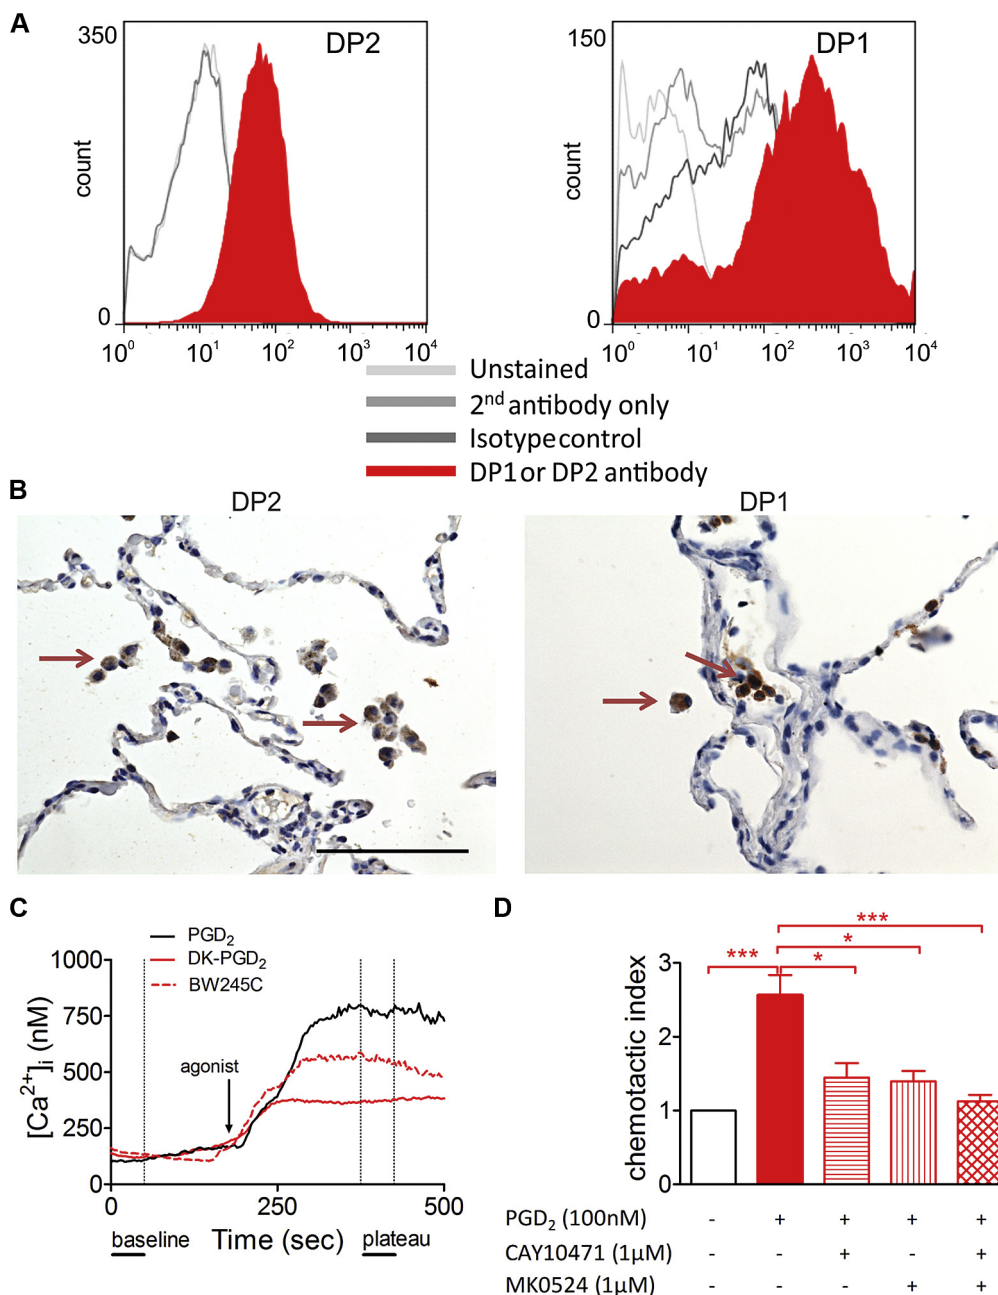 A
350
DP2
count
0
10⁰ 10¹ 10² 10³ 10⁴
150
DP1
count
0
10⁰ 10¹ 10² 10³ 10⁴
Unstained
2nd antibody only
Isotype control
DP1 or DP2 antibody
B
DP2
DP1
C
PGD₂
DK-PGD₂
BW245C
1000
750
500
250
0
[Ca²⁺]ᵢ (nM)
agonist
0 250 500
baseline
Time (sec)
plateau
D
***
*
*** *
3
2
1
0
chemotactic index
PGD₂ (100nM) - + + + +
CAY10471 (1µM) - - + - +
MK0524 (1µM) - - - + +